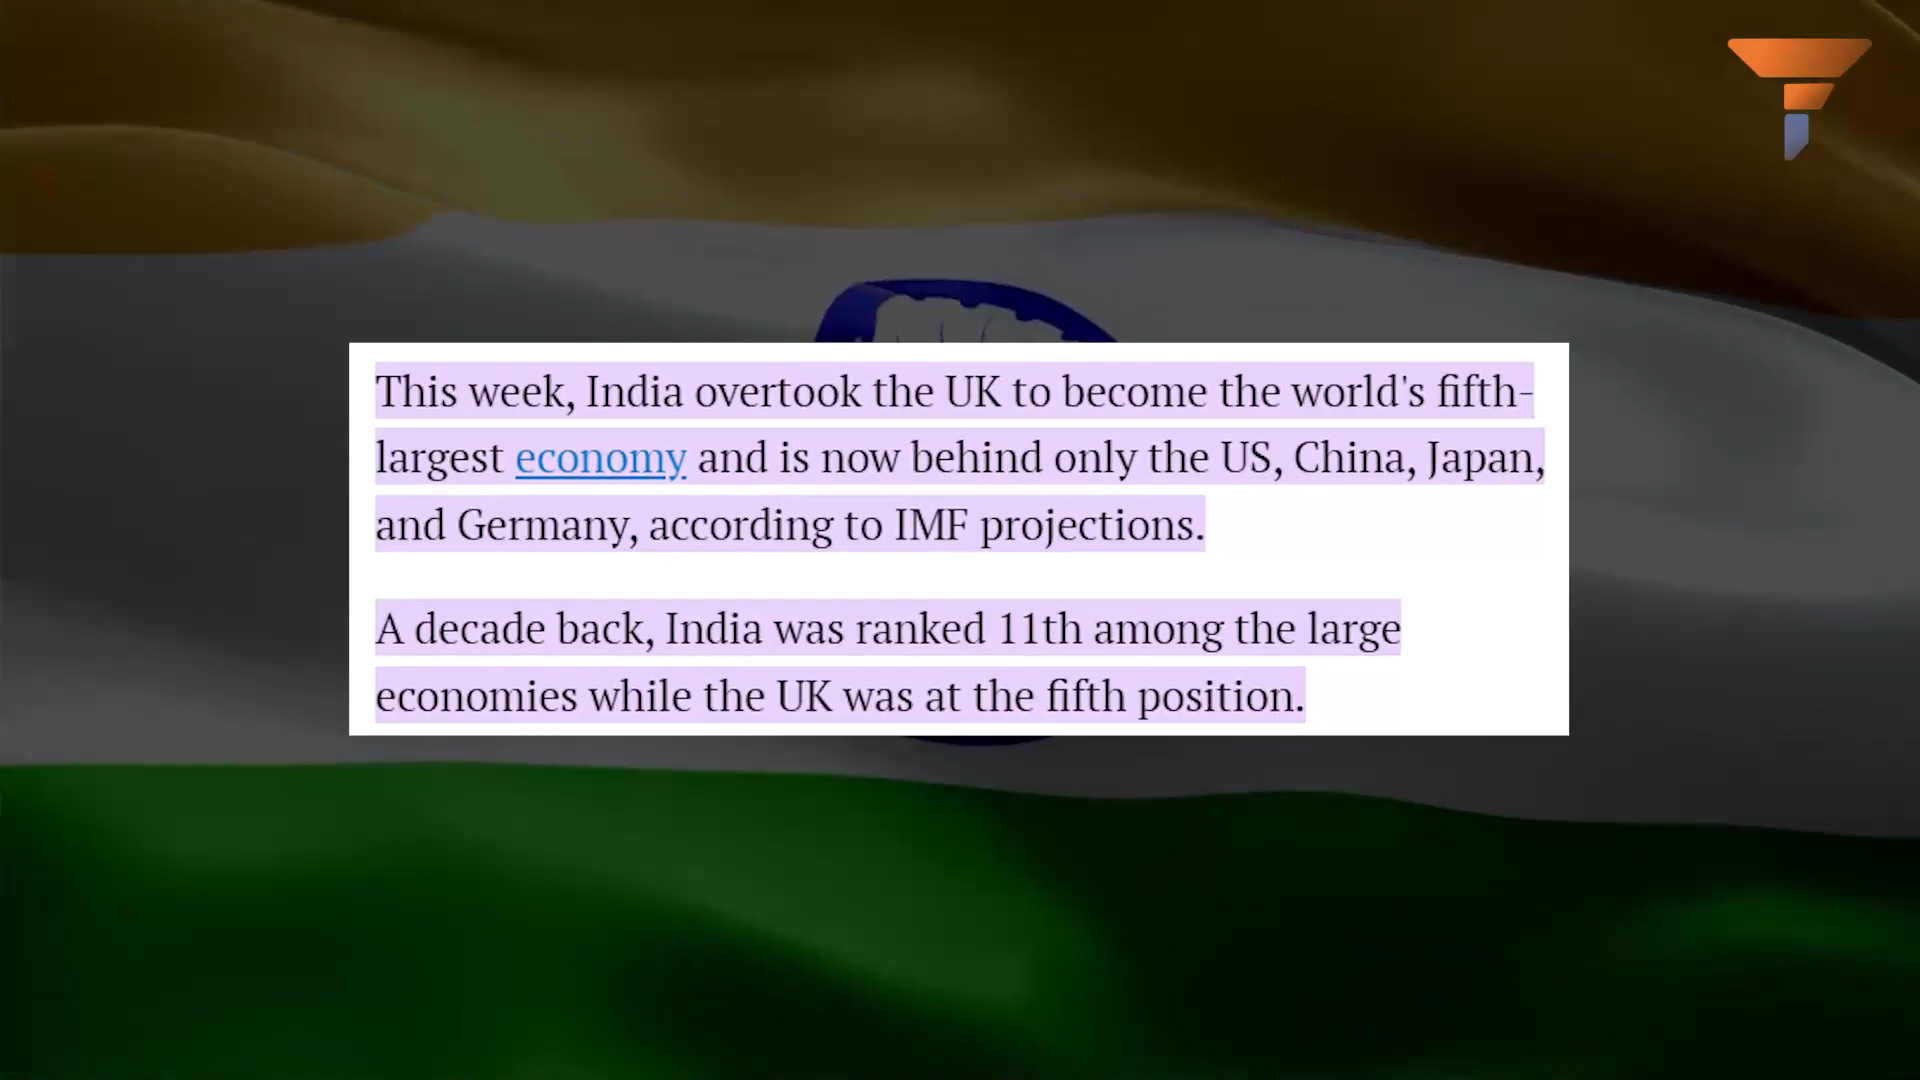 This week, India overtook the UK to become the world's fifth-
largest economy and is now behind only the US, China, Japan,
and Germany, according to IMF projections.
A decade back, India was ranked 11th among the large
economies while the UK was at the fifth position.